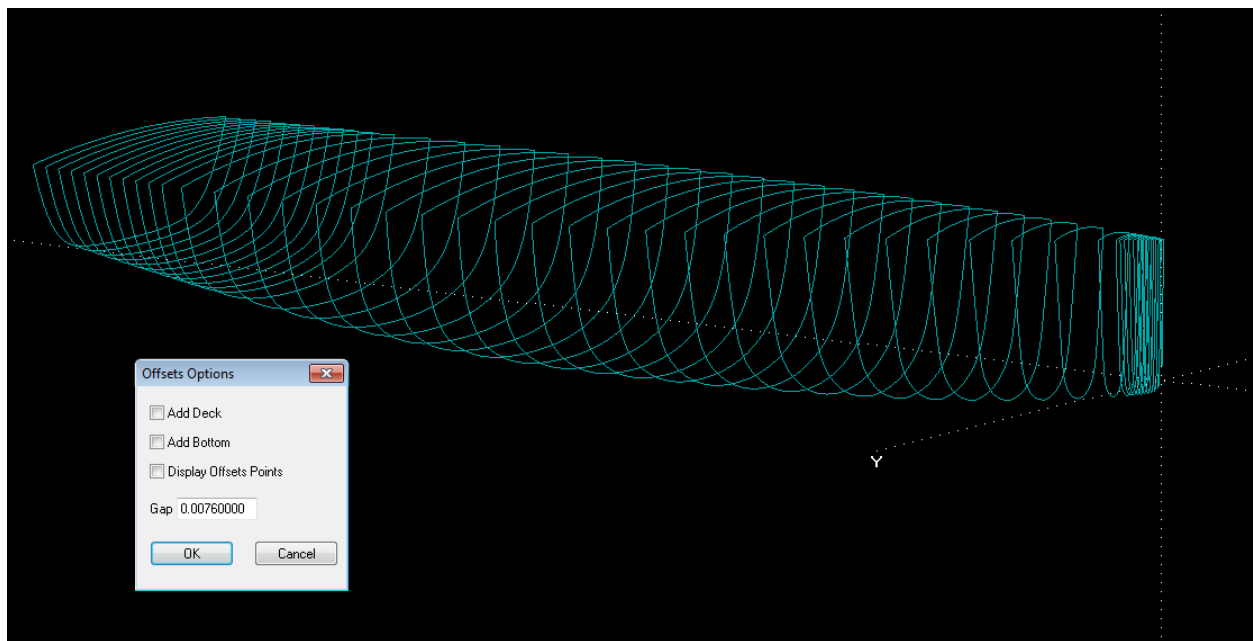 Offsets Options
Add Deck
Add Bottom
Display Offsets Points
Gap 0.00760000
OK Cancel
Y